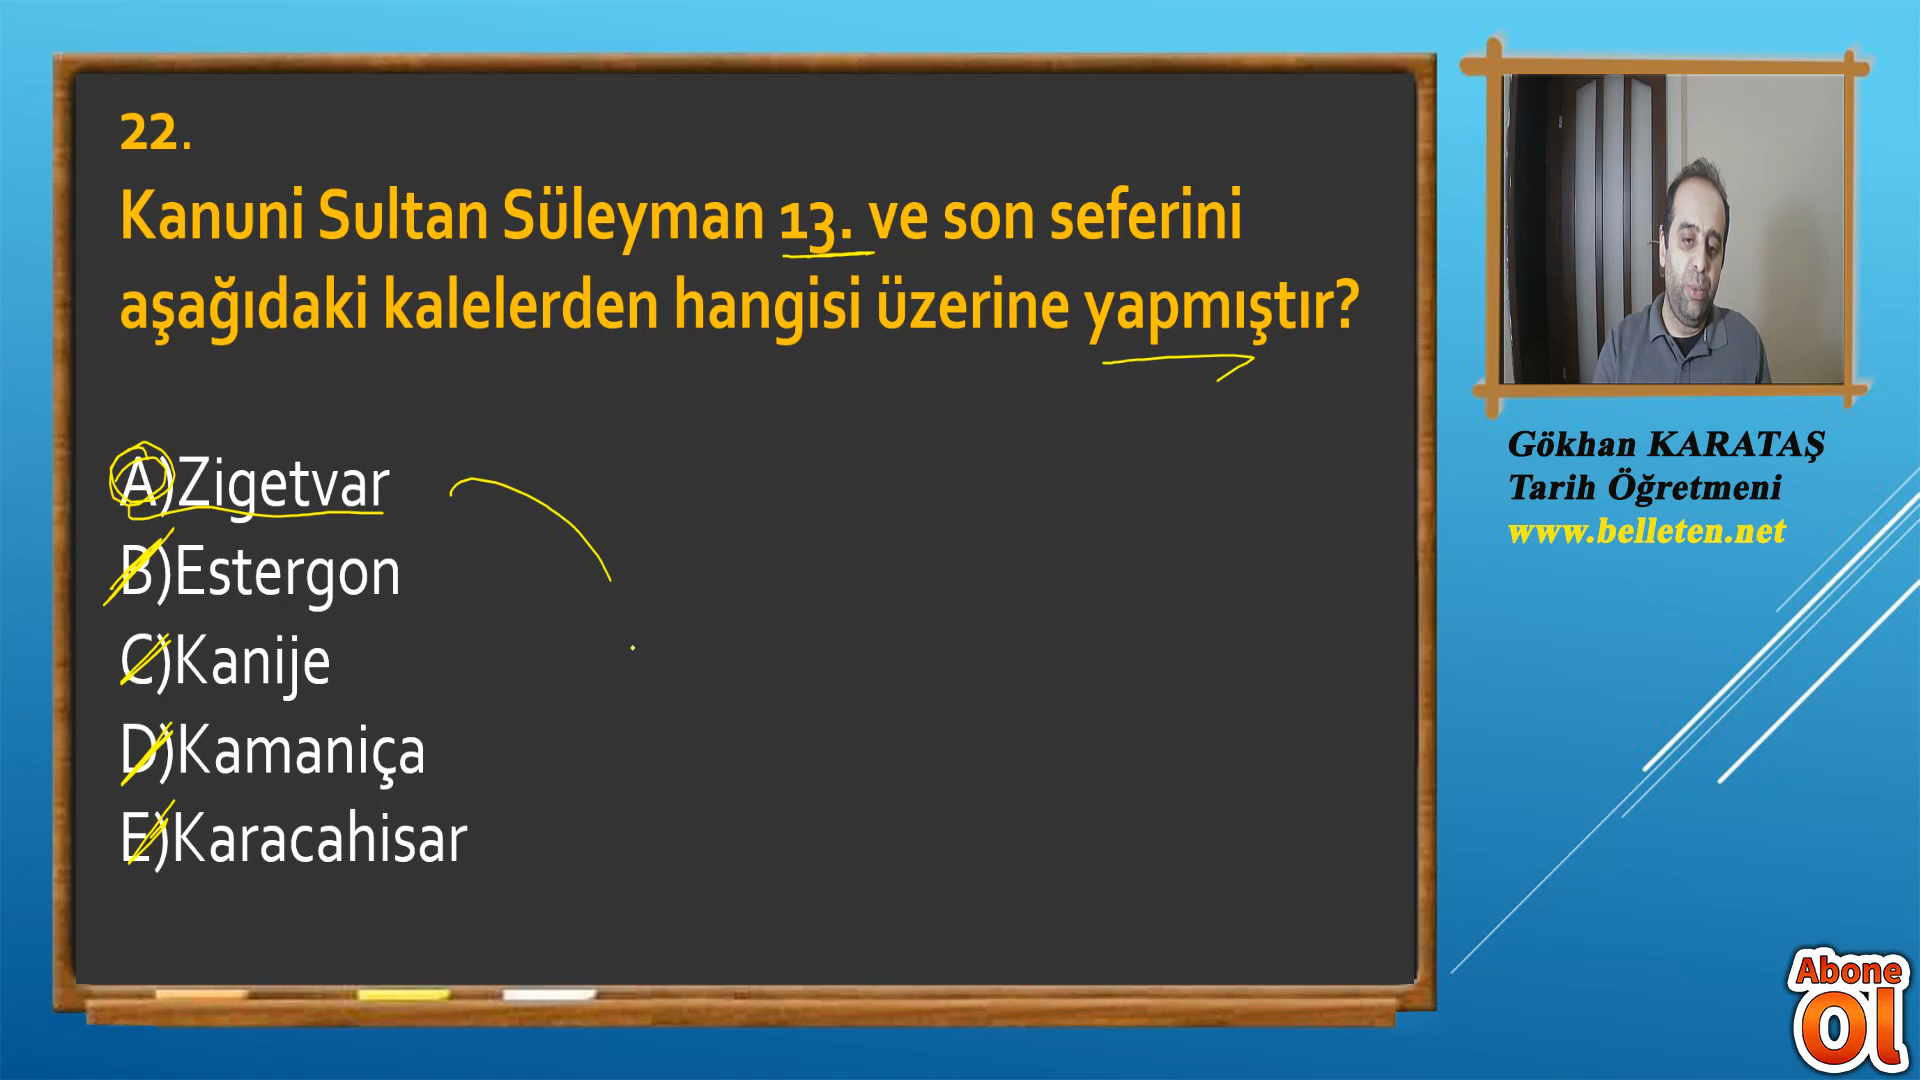 22.
Kanuni Sultan Süleyman 13. ve son seferini
aşağıdaki kalelerden hangisi üzerine yapmıştır?
A)Zigetvar
B)Estergon
C)Kanije
D)Kamaniça
E)Karacahisar
Gökhan KARATAŞ
Tarih Öğretmeni
www.belleten.net
Abone
Ol